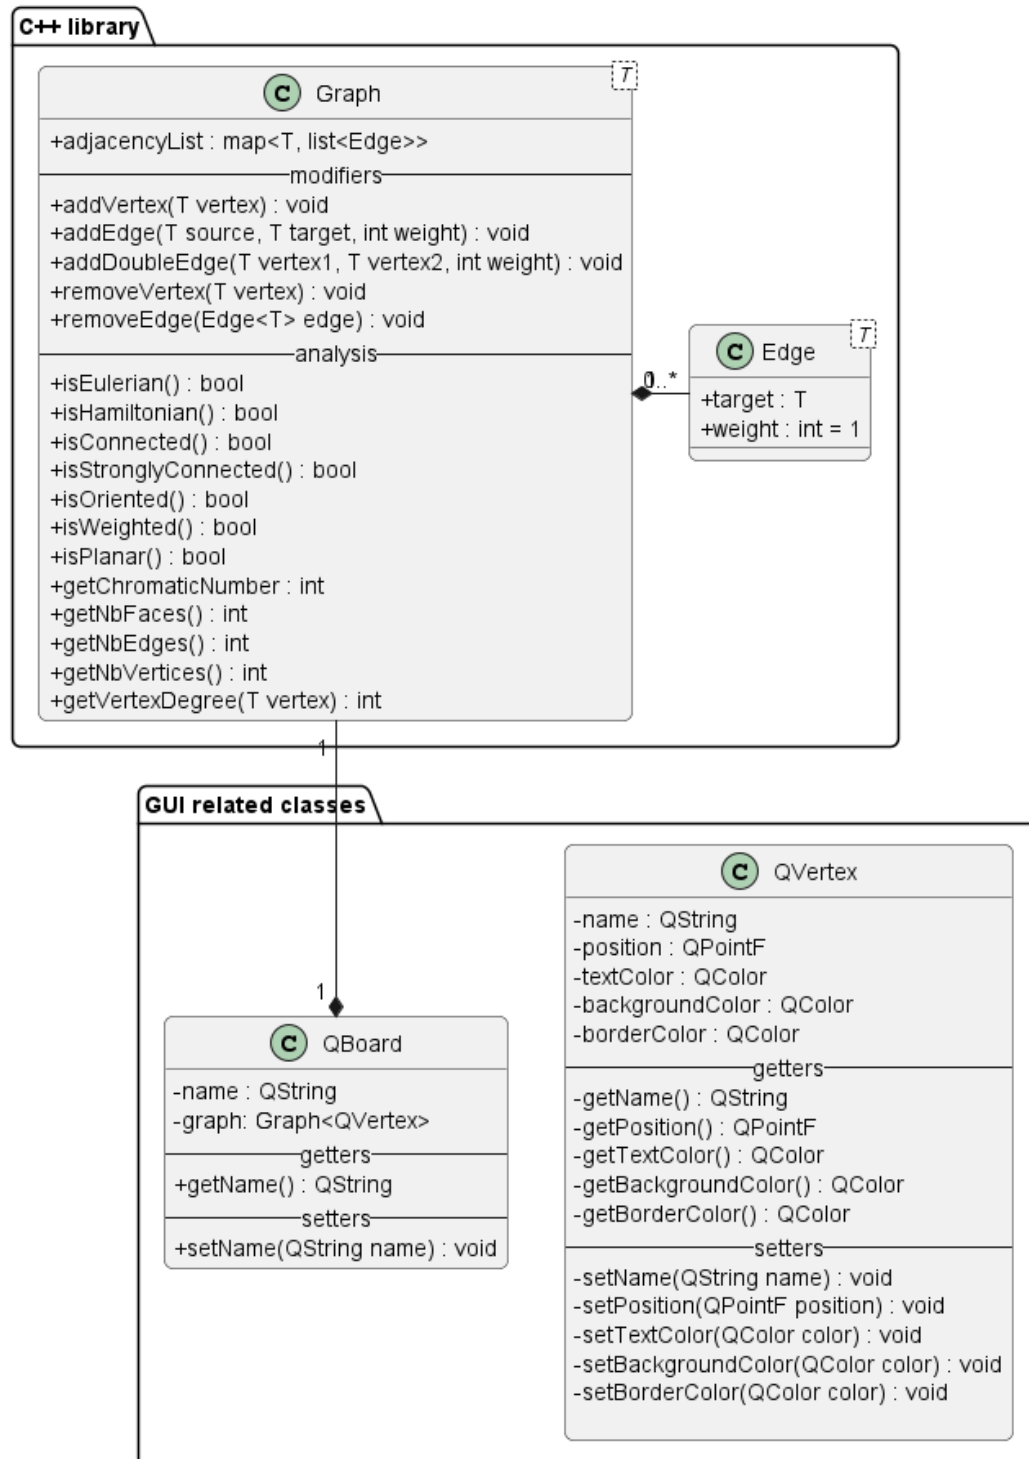 C++ library
T
C Graph
+adjacencyList : map<T, list<Edge>>
modifiers
+addVertex(T vertex) : void
+addEdge(T source, T target, int weight) : void
+addDoubleEdge(T vertex1, T vertex2, int weight) : void
+removeVertex(T vertex) : void
+removeEdge(Edge<T> edge) : void
analysis
+isEulerian() : bool
+isHamiltonian() : bool
+isConnected() : bool
+isStronglyConnected() : bool
+isOriented() : bool
+isWeighted() : bool
+isPlanar() : bool
+getChromaticNumber : int
+getNbFaces() : int
+getNbEdges() : int
+getNbVertices() : int
+getVertexDegree(T vertex) : int
T
C Edge
+target : T
+weight : int = 1
1
GUI related classes
1
C QBoard
-name : QString
-graph: Graph<QVertex>
getters
+getName() : QString
setters
+setName(QString name) : void
C QVertex
-name : QString
-position : QPointF
-textColor : QColor
-backgroundColor : QColor
-borderColor : QColor
getters
-getName() : QString
-getPosition() : QPointF
-getTextColor() : QColor
-getBackgroundColor() : QColor
-getBorderColor() : QColor
setters
-setName(QString name) : void
-setPosition(QPointF position) : void
-setTextColor(QColor color) : void
-setBackgroundColor(QColor color) : void
-setBorderColor(QColor color) : void